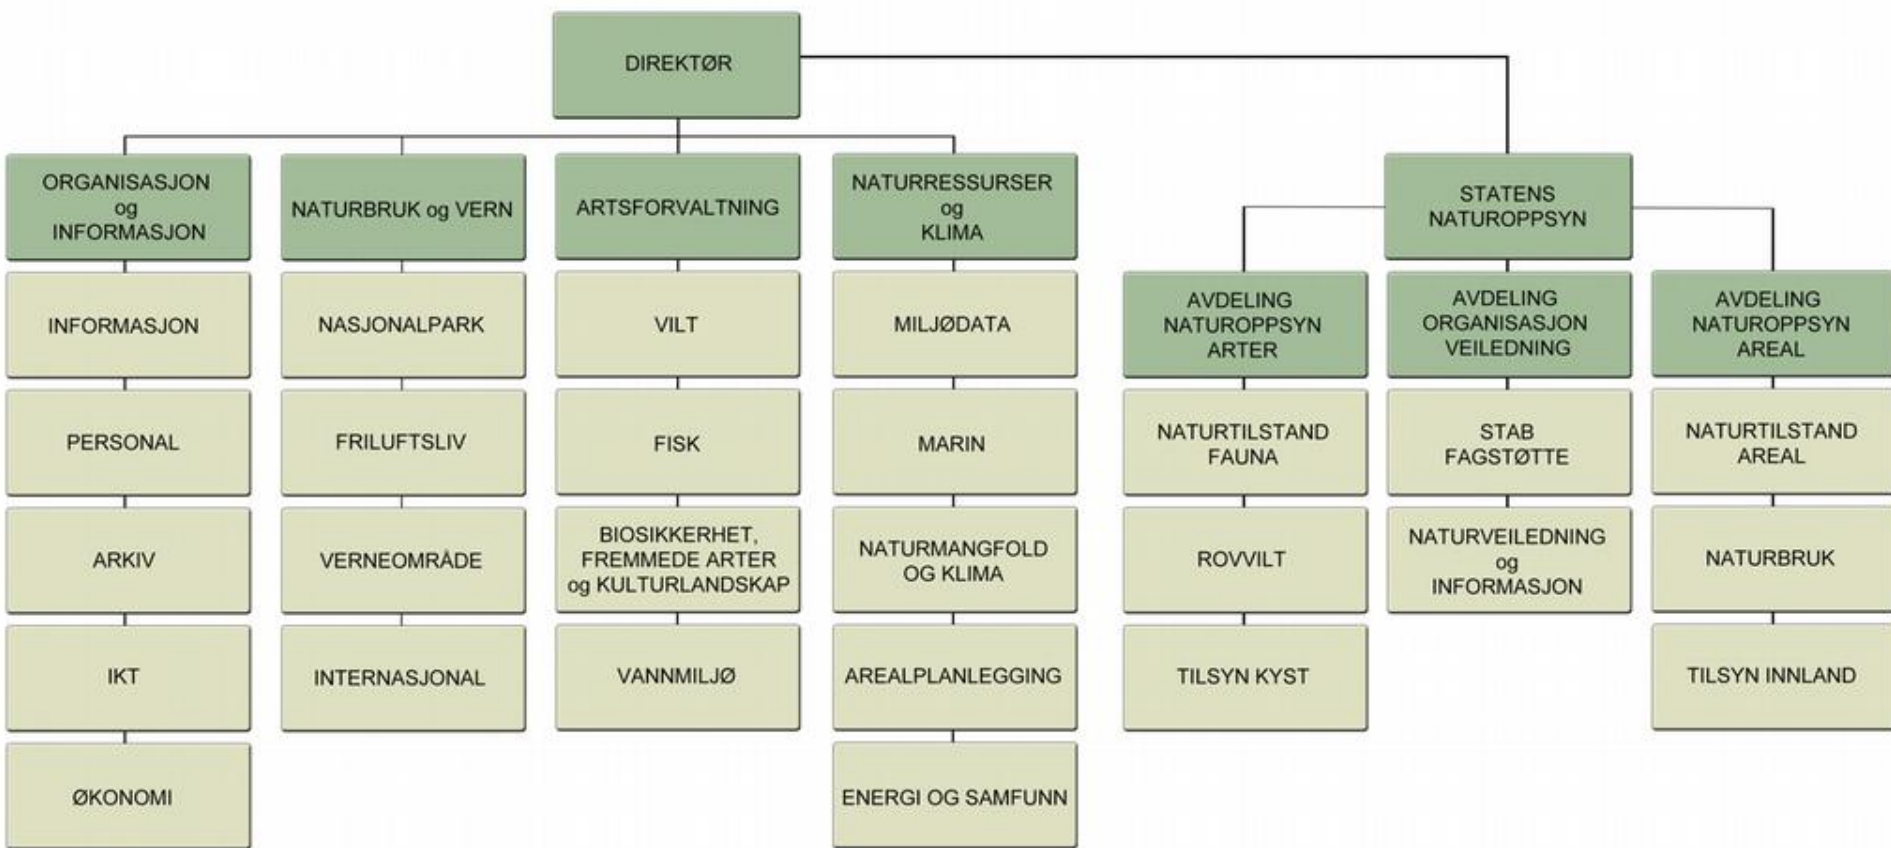 DIREKTØR
ORGANISASJON
og
INFORMASJON
INFORMASJON
PERSONAL
ARKIV
IKT
ØKONOMI
NATURBRUK og VERN
NASJONALPARK
FRILUFTSLIV
VERNEOMRÅDE
INTERNASJONAL
ARTSFORVALTNING
VILT
FISK
BIOSIKKERHET,
FREMMEDE ARTER
og KULTURLANDSKAP
VANNMILJØ
NATURRESSURSER
og
KLIMA
MILJØDATA
MARIN
NATURMANGFOLD
OG KLIMA
AREALPLANLEGGING
ENERGI OG SAMFUNN
STATENS
NATUROPPSYN
AVDELING
NATUROPPSYN
ARTER
NATURTILSTAND
FAUNA
ROVVILT
TILSYN KYST
AVDELING
ORGANISASJON
VEILEDNING
STAB
FAGSTØTTE
NATURVEILEDNING
og
INFORMASJON
AVDELING
NATUROPPSYN
AREAL
NATURTILSTAND
AREAL
NATURBRUK
TILSYN INNLAND